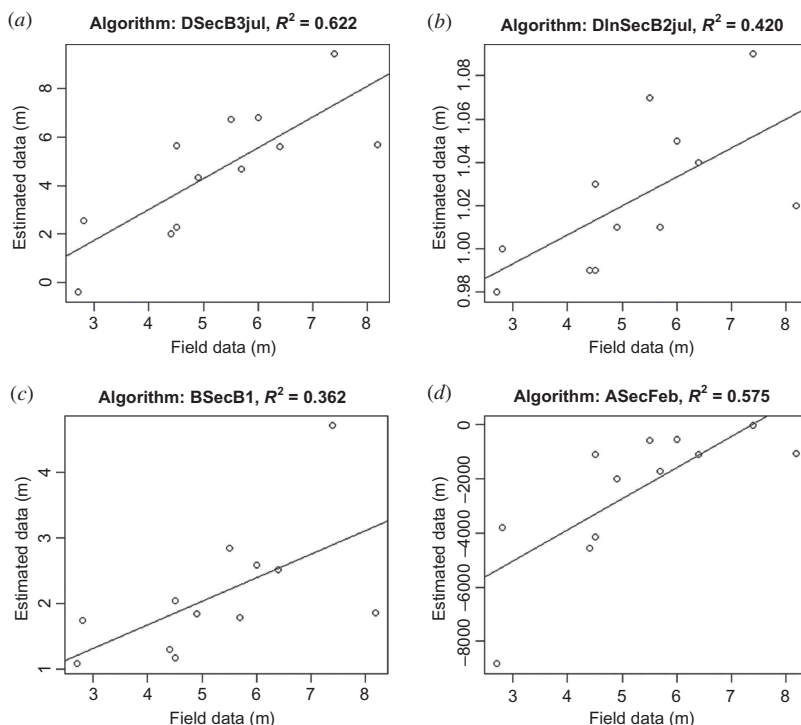 (a) Algorithm: DSecB3jul, R² = 0.622
Estimated data (m)
8
6
4
2
0
3 4 5 6 7 8
Field data (m)
(b) Algorithm: DlnSecB2jul, R² = 0.420
Estimated data (m)
1.08
1.06
1.04
1.02
1.00
0.98
3 4 5 6 7 8
Field data (m)
(c) Algorithm: BSecB1, R² = 0.362
Estimated data (m)
4
3
2
1
3 4 5 6 7 8
Field data (m)
(d) Algorithm: ASecFeb, R² = 0.575
Estimated data (m)
0
−2000
−4000
−6000
−8000
3 4 5 6 7 8
Field data (m)